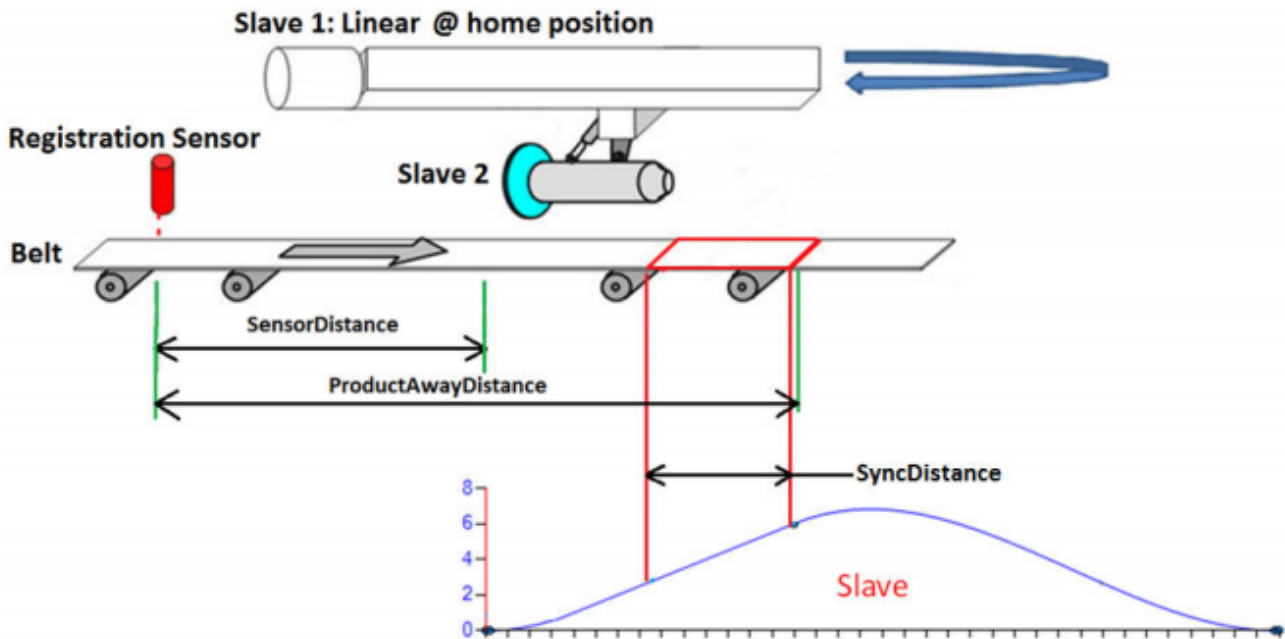 Slave 1: Linear @ home position
Registration Sensor
Slave 2
Belt
SensorDistance
ProductAwayDistance
SyncDistance
8
6
4
2
0
Slave